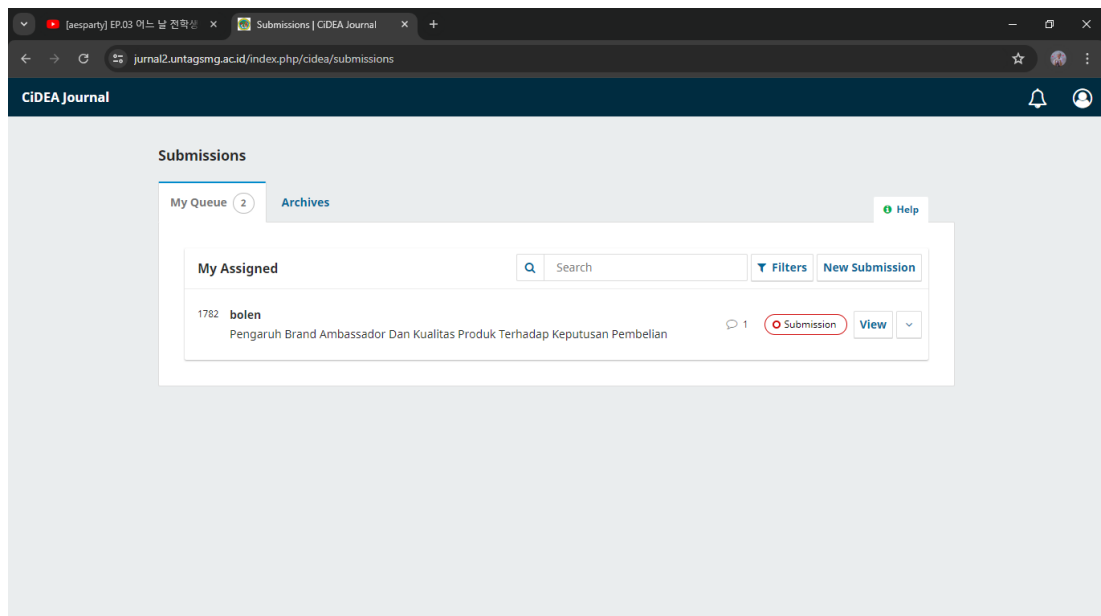 [aesparty] EP.03 어느 날 전학생
Submissions | CiDEA Journal
jurnal2.untagsmg.ac.id/index.php/cidea/submissions
CiDEA Journal
Submissions
My Queue 2
Archives
Help
My Assigned
Search
Filters
New Submission
1782 bolen
1
Submission
View
Pengaruh Brand Ambassador Dan Kualitas Produk Terhadap Keputusan Pembelian